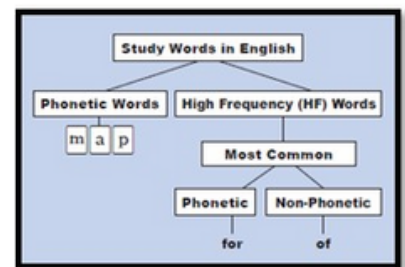 Study Words in English
Phonetic Words High Frequency (HF) Words
m a p
Most Common
Phonetic Non-Phonetic
for of